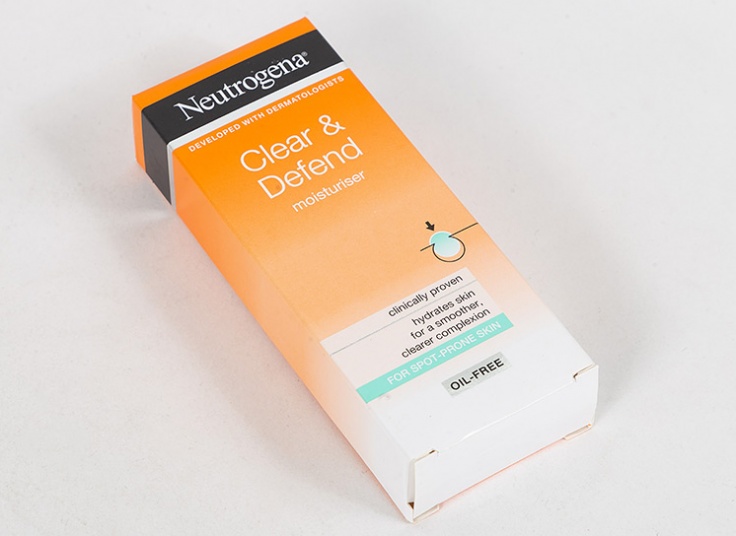 Neutrogena®
DEVELOPED WITH DERMATOLOGISTS
Clear &
Defend
moisturiser
clinically proven
hydrates skin
for a smoother,
clearer complexion
FOR SPOT-PRONE SKIN
OIL-FREE